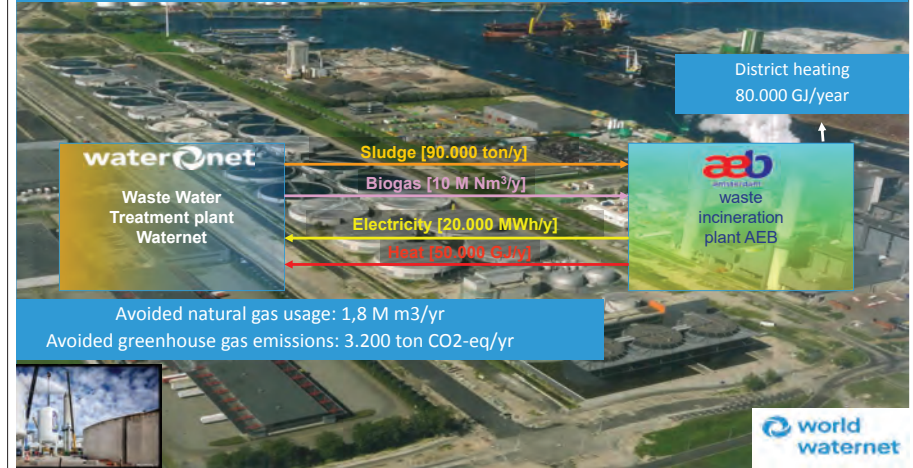 District heating
80.000 GJ/year
waternet
Waste Water
Treatment plant
Waternet
Sludge [90.000 ton/y]
Biogas [10 M Nm³/y]
Electricity [20.000 MWh/y]
Heat [50.000 GJ/y]
aeb
amsterdam
waste
incineration
plant AEB
Avoided natural gas usage: 1,8 M m3/yr
Avoided greenhouse gas emissions: 3.200 ton CO2-eq/yr
world
waternet